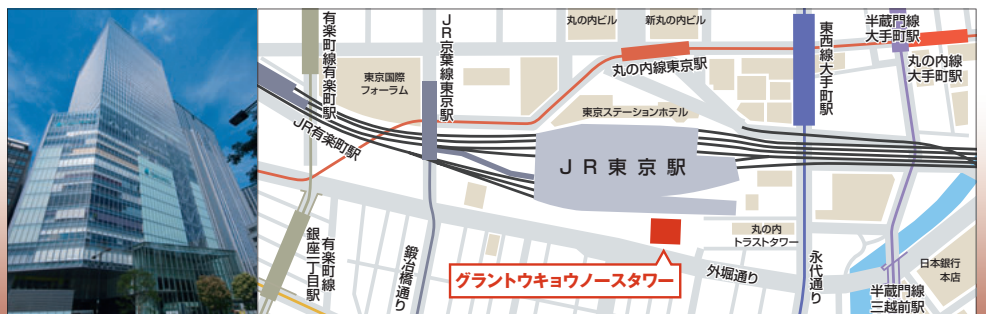 丸の内ビル
新丸の内ビル
有楽町線有楽町駅
JR京葉線東京駅
東京国際
フォーラム
JR有楽町駅
丸の内線東京駅
東西線大手町駅
半蔵門線
大手町駅
丸の内線
大手町駅
東京ステーションホテル
JR東京駅
有楽町線
銀座一丁目駅
鍛冶橋通り
グラントウキョウノースタワー
外堀通り
丸の内
トラストタワー
永代通り
日本銀行
本店
半蔵門線
三越前駅